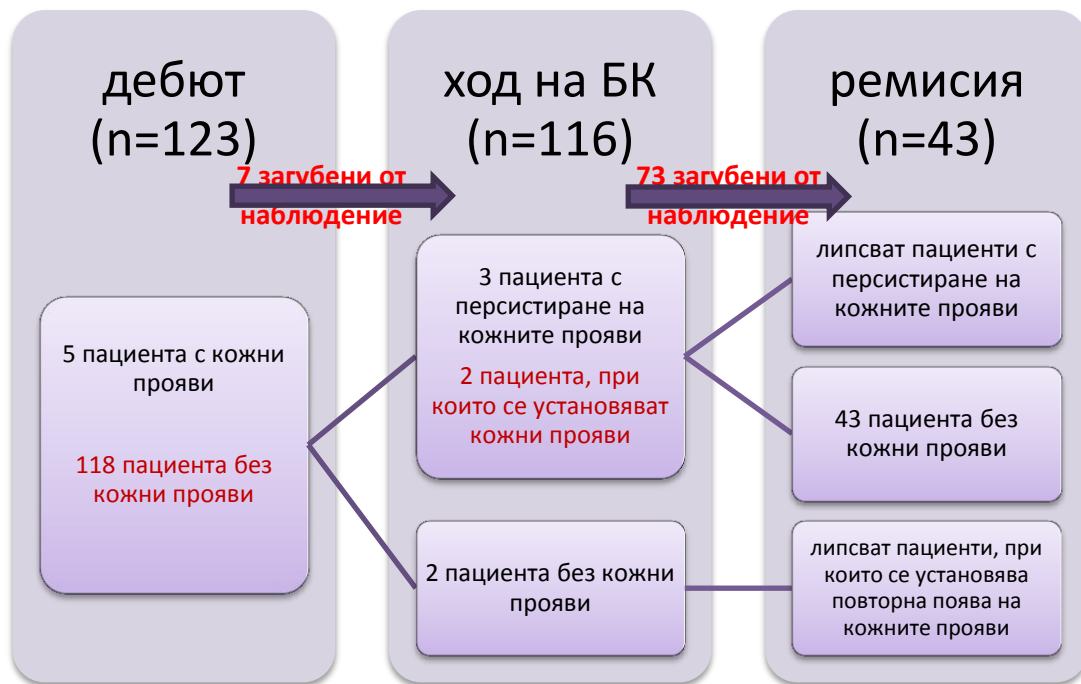 дебют
(n=123)
7 загубени от
наблюдение
5 пациента с кожни
прояви
118 пациента без
кожни прояви
ход на БК
(n=116)
73 загубени от
наблюдение
3 пациента с
персистиране на
кожните прояви
2 пациента, при
които се установяват
кожни прояви
2 пациента без кожни
прояви
ремисия
(n=43)
липсват пациенти с
персистиране на
кожните прояви
43 пациента без
кожни прояви
липсват пациенти, при
които се установява
повторна поява на
кожните прояви